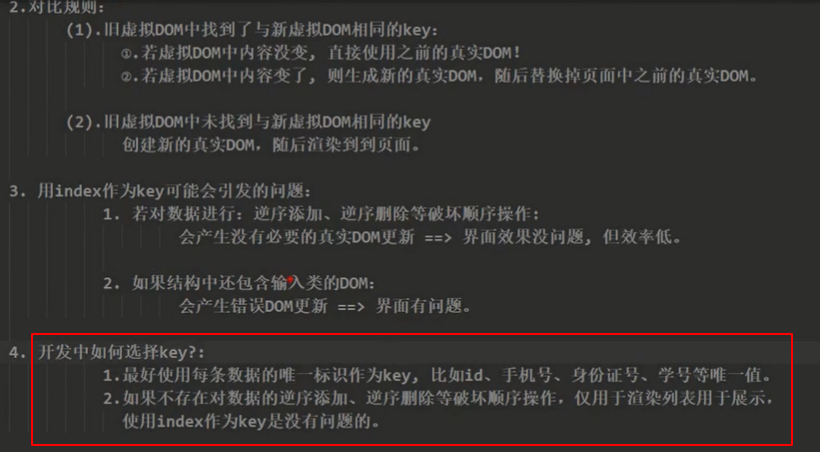 2.对比规则:
(1).旧虚拟DOM中找到了与新虚拟DOM相同的key:
①.若虚拟DOM中内容没变, 直接使用之前的真实DOM!
②.若虚拟DOM中内容变了, 则生成新的真实DOM, 随后替换掉页面中之前的真实DOM。
(2).旧虚拟DOM中未找到与新虚拟DOM相同的key
创建新的真实DOM, 随后渲染到到页面。
3. 用index作为key可能会引发的问题:
1. 若对数据进行: 逆序添加、逆序删除等破坏顺序操作:
会产生没有必要的真实DOM更新 ==> 界面效果没问题, 但效率低。
2. 如果结构中还包含输入类的DOM:
会产生错误DOM更新 ==> 界面有问题。
4. 开发中如何选择key?:
1.最好使用每条数据的唯一标识作为key, 比如id、手机号、身份证号、学号等唯一值。
2.如果不存在对数据的逆序添加、逆序删除等破坏顺序操作, 仅用于渲染列表用于展示,
使用index作为key是没有问题的。